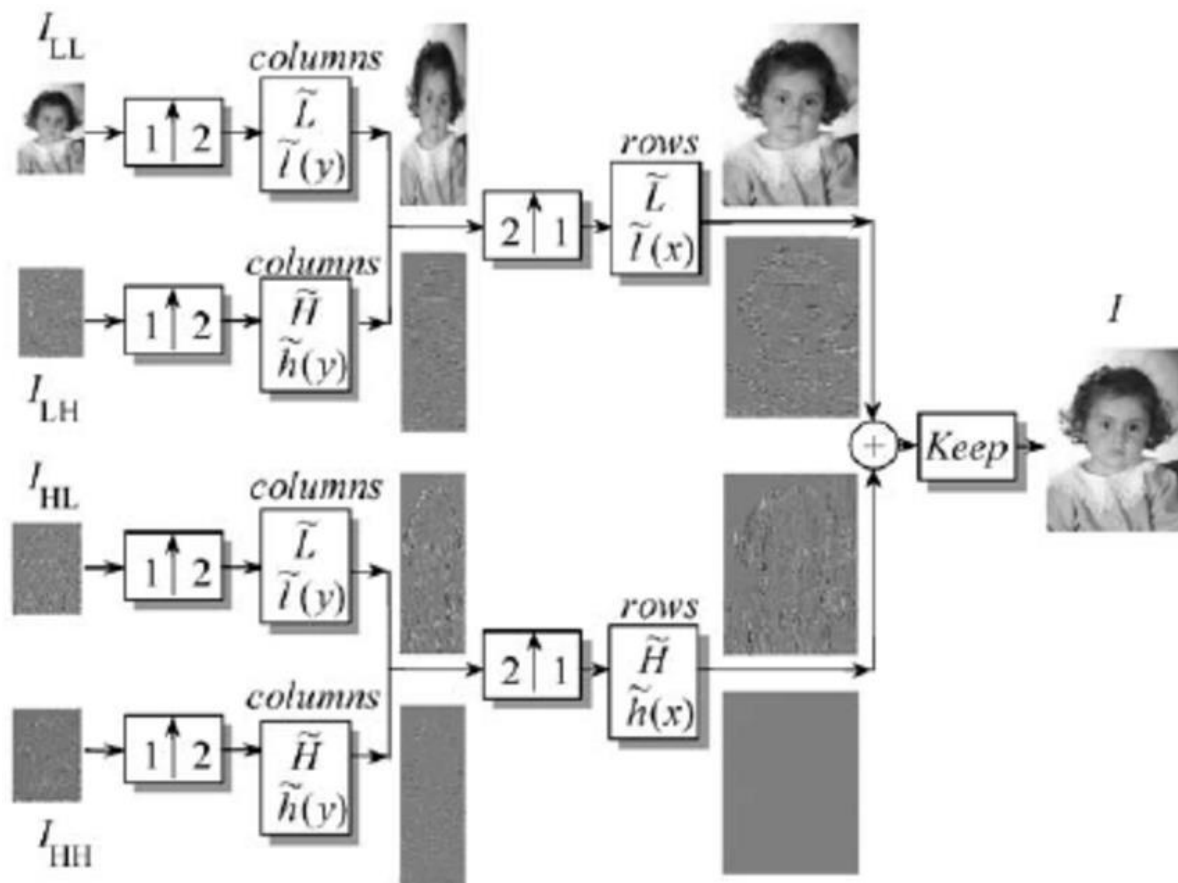 I_LL
columns
1↑2
L̃
l̃(y)
rows
2↑1
L̃
l̃(x)
columns
1↑2
H̃
h̃(y)
I_LH
I
+
Keep
I_HL
columns
1↑2
L̃
l̃(y)
rows
2↑1
H̃
h̃(x)
columns
1↑2
H̃
h̃(y)
I_HH